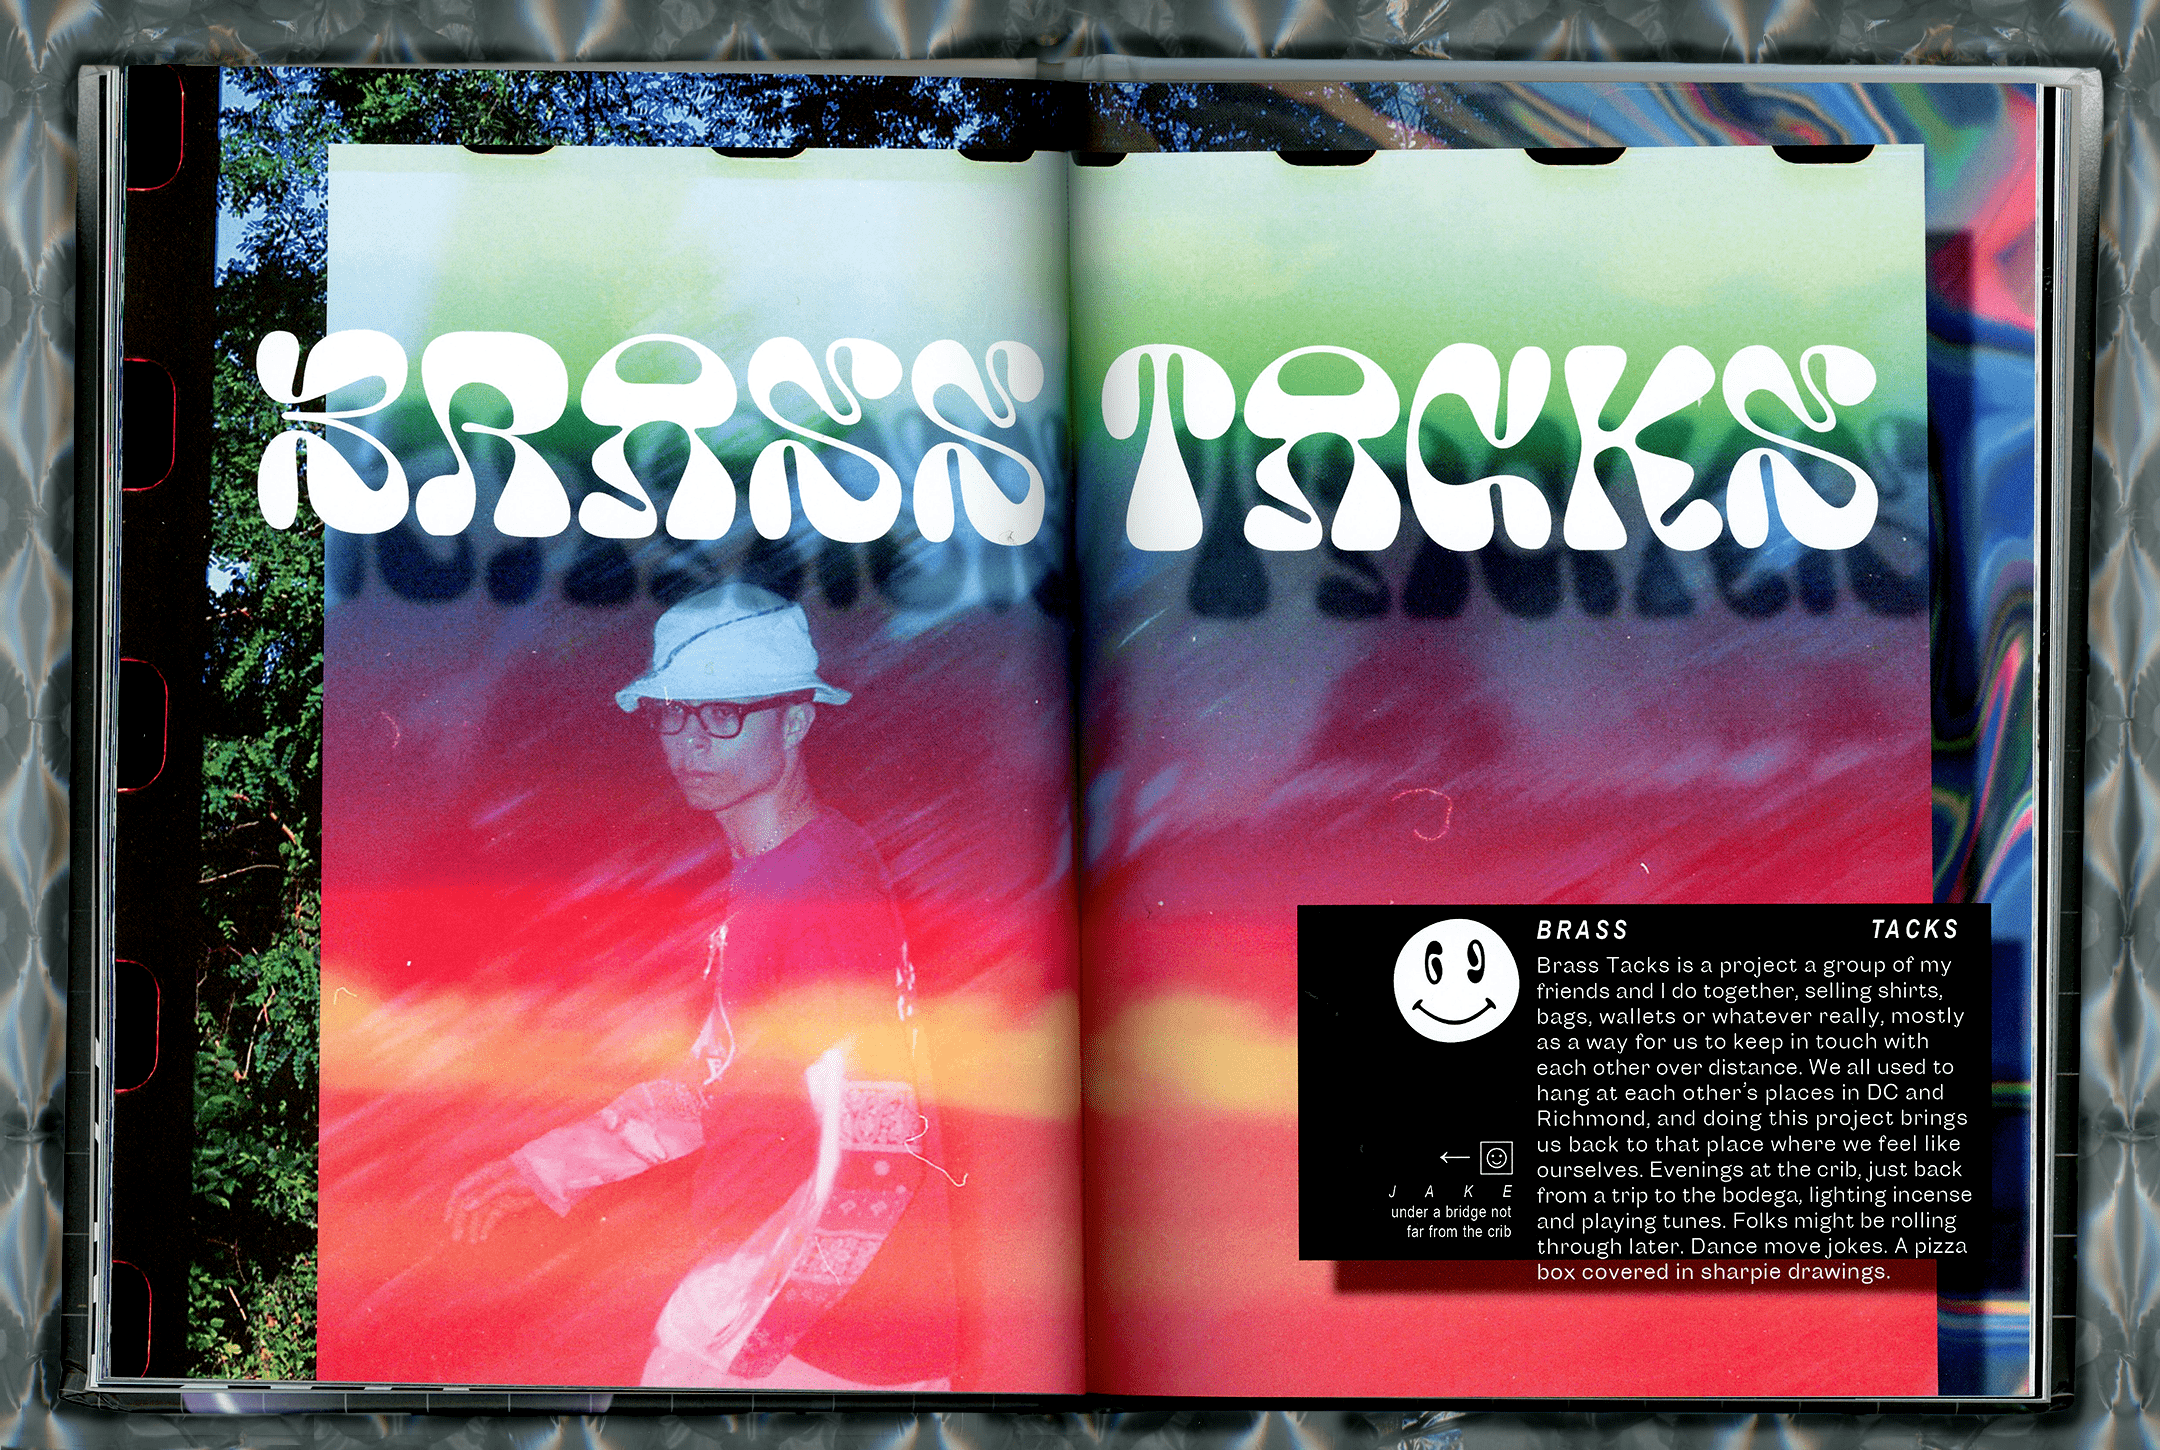 BRASS TACKS
BRASS TACKS
Brass Tacks is a project a group of my
friends and I do together, selling shirts,
bags, wallets or whatever really, mostly
as a way for us to keep in touch with
each other over distance. We all used to
hang at each other's places in DC and
Richmond, and doing this project brings
us back to that place where we feel like
ourselves. Evenings at the crib, just back
from a trip to the bodega, lighting incense
and playing tunes. Folks might be rolling
through later. Dance move jokes. A pizza
box covered in sharpie drawings.
JAKE
under a bridge not
far from the crib